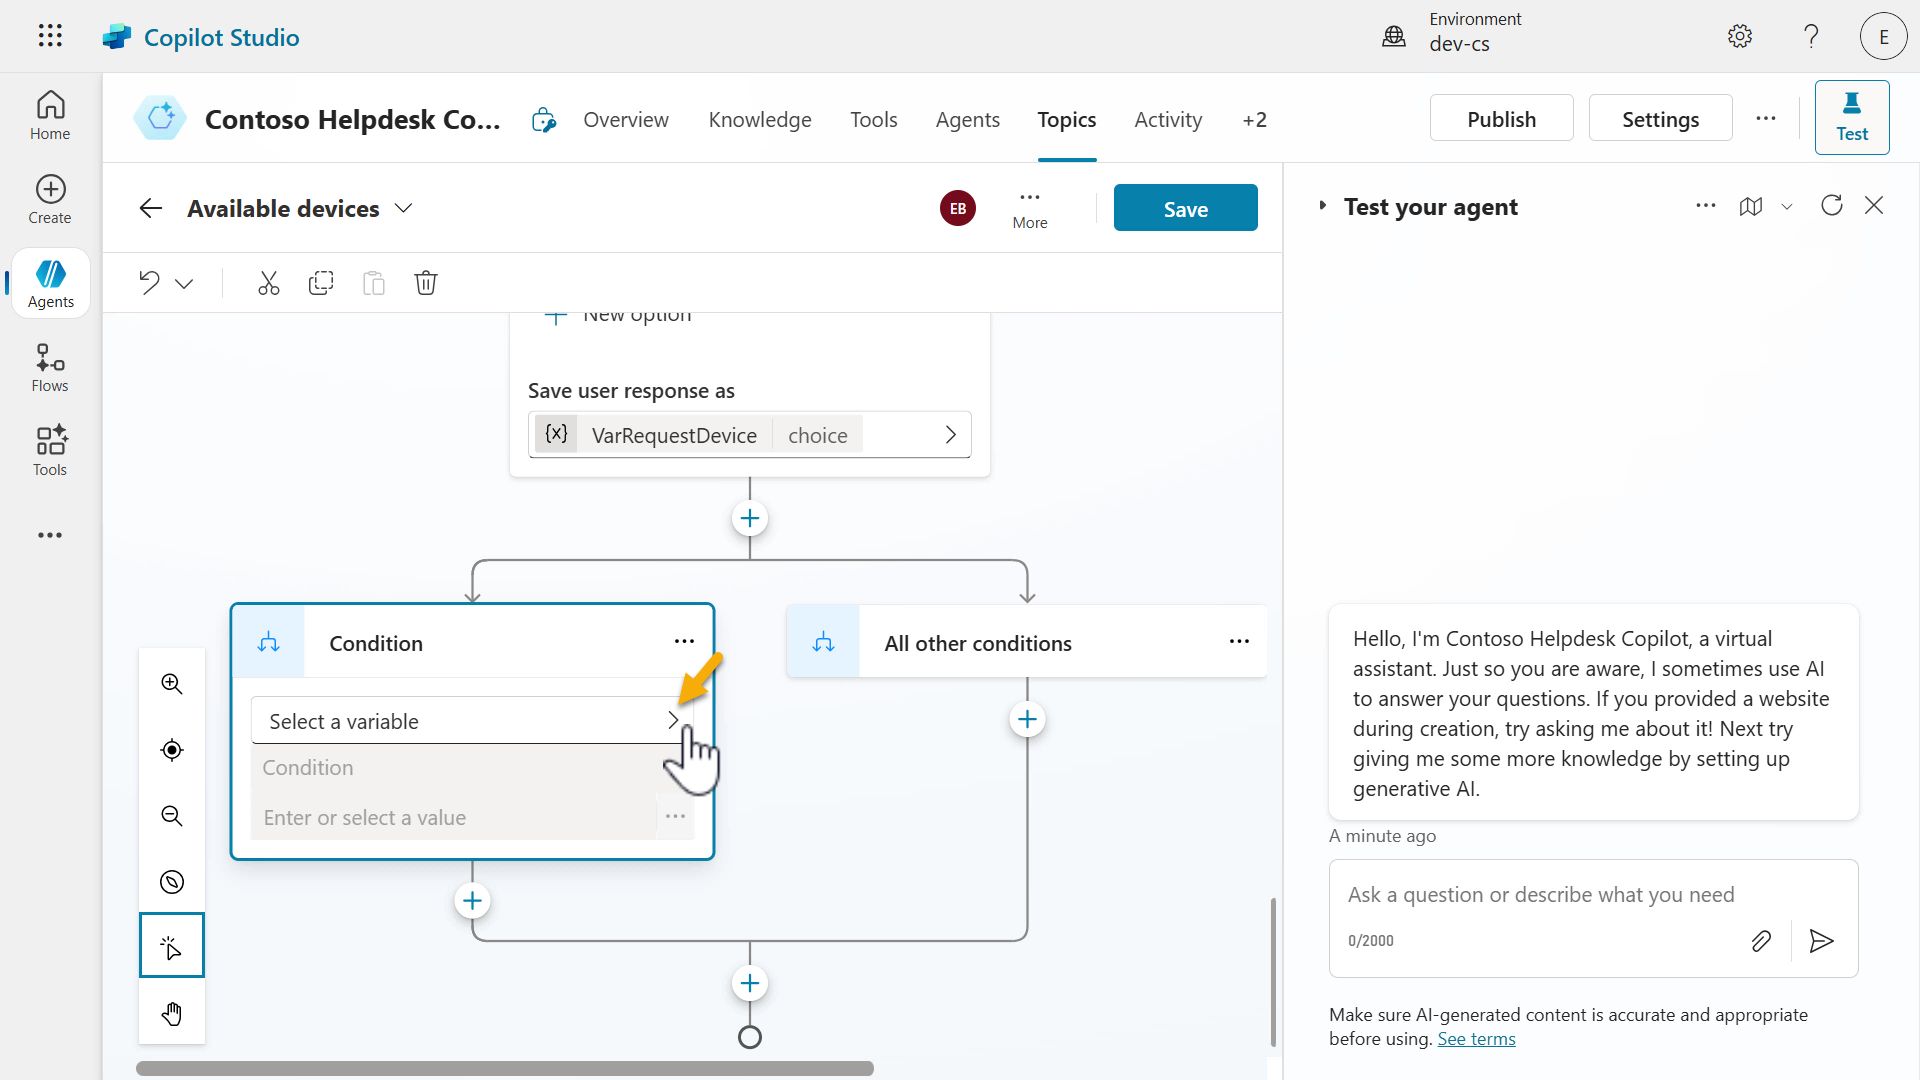 Copilot Studio
Environment
dev-cs
E
Home
Create
Agents
Flows
Tools
Contoso Helpdesk Co...
Overview
Knowledge
Tools
Agents
Topics
Activity
+2
Publish
Settings
Test
Available devices
EB
More
Save
New option
Save user response as
{x} VarRequestDevice choice
Condition
Select a variable
Condition
Enter or select a value
All other conditions
Test your agent
Hello, I'm Contoso Helpdesk Copilot, a virtual
assistant. Just so you are aware, I sometimes use AI
to answer your questions. If you provided a website
during creation, try asking me about it! Next try
giving me some more knowledge by setting up
generative AI.
A minute ago
Ask a question or describe what you need
0/2000
Make sure AI-generated content is accurate and appropriate
before using. See terms